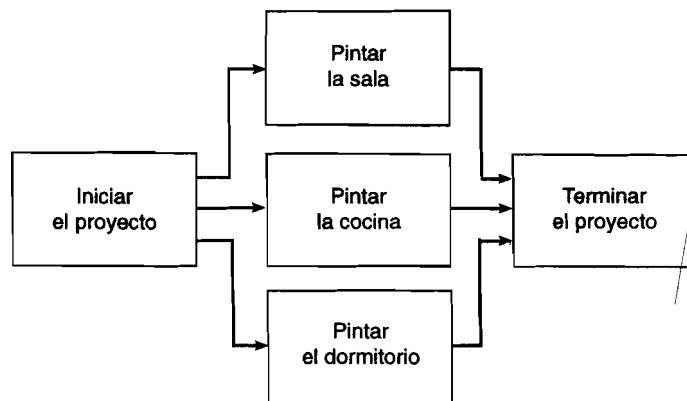 Pintar
la sala
Iniciar
el proyecto
Pintar
la cocina
Terminar
el proyecto
Pintar
el dormitorio